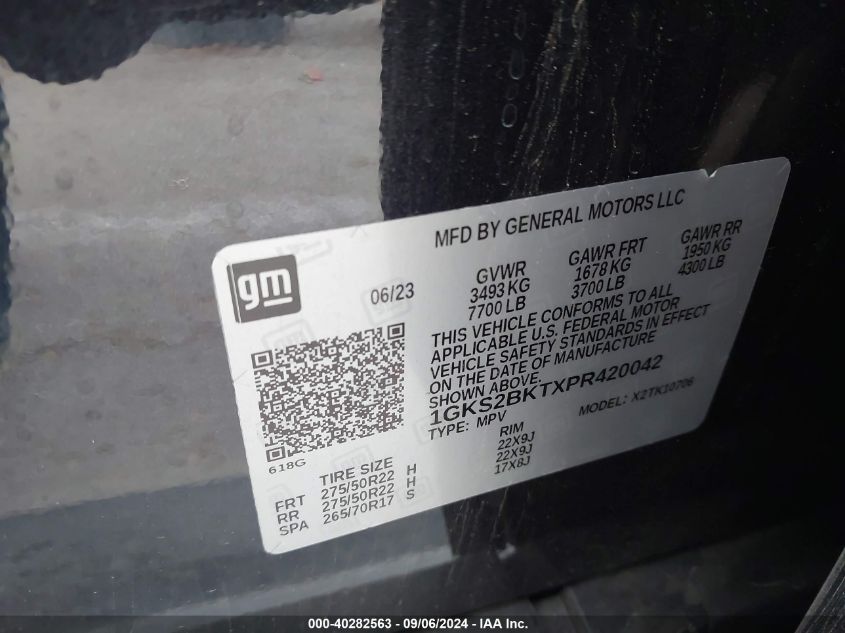 MFD BY GENERAL MOTORS LLC
gm
06/23
GVWR GAWR FRT GAWR RR
3493 KG 1678 KG 1950 KG
7700 LB 3700 LB 4300 LB
THIS VEHICLE CONFORMS TO ALL
APPLICABLE U.S. FEDERAL MOTOR
VEHICLE SAFETY STANDARDS IN EFFECT
ON THE DATE OF MANUFACTURE
SHOWN ABOVE.
1GKS2BKTXPR420042
TYPE: MPV MODEL: X2TK10706
618G
TIRE SIZE RIM
FRT 275/50R22 H 22X9J
RR 275/50R22 H 22X9J
SPA 265/70R17 S 17X8J
000-40282563 - 09/06/2024 - IAA Inc.